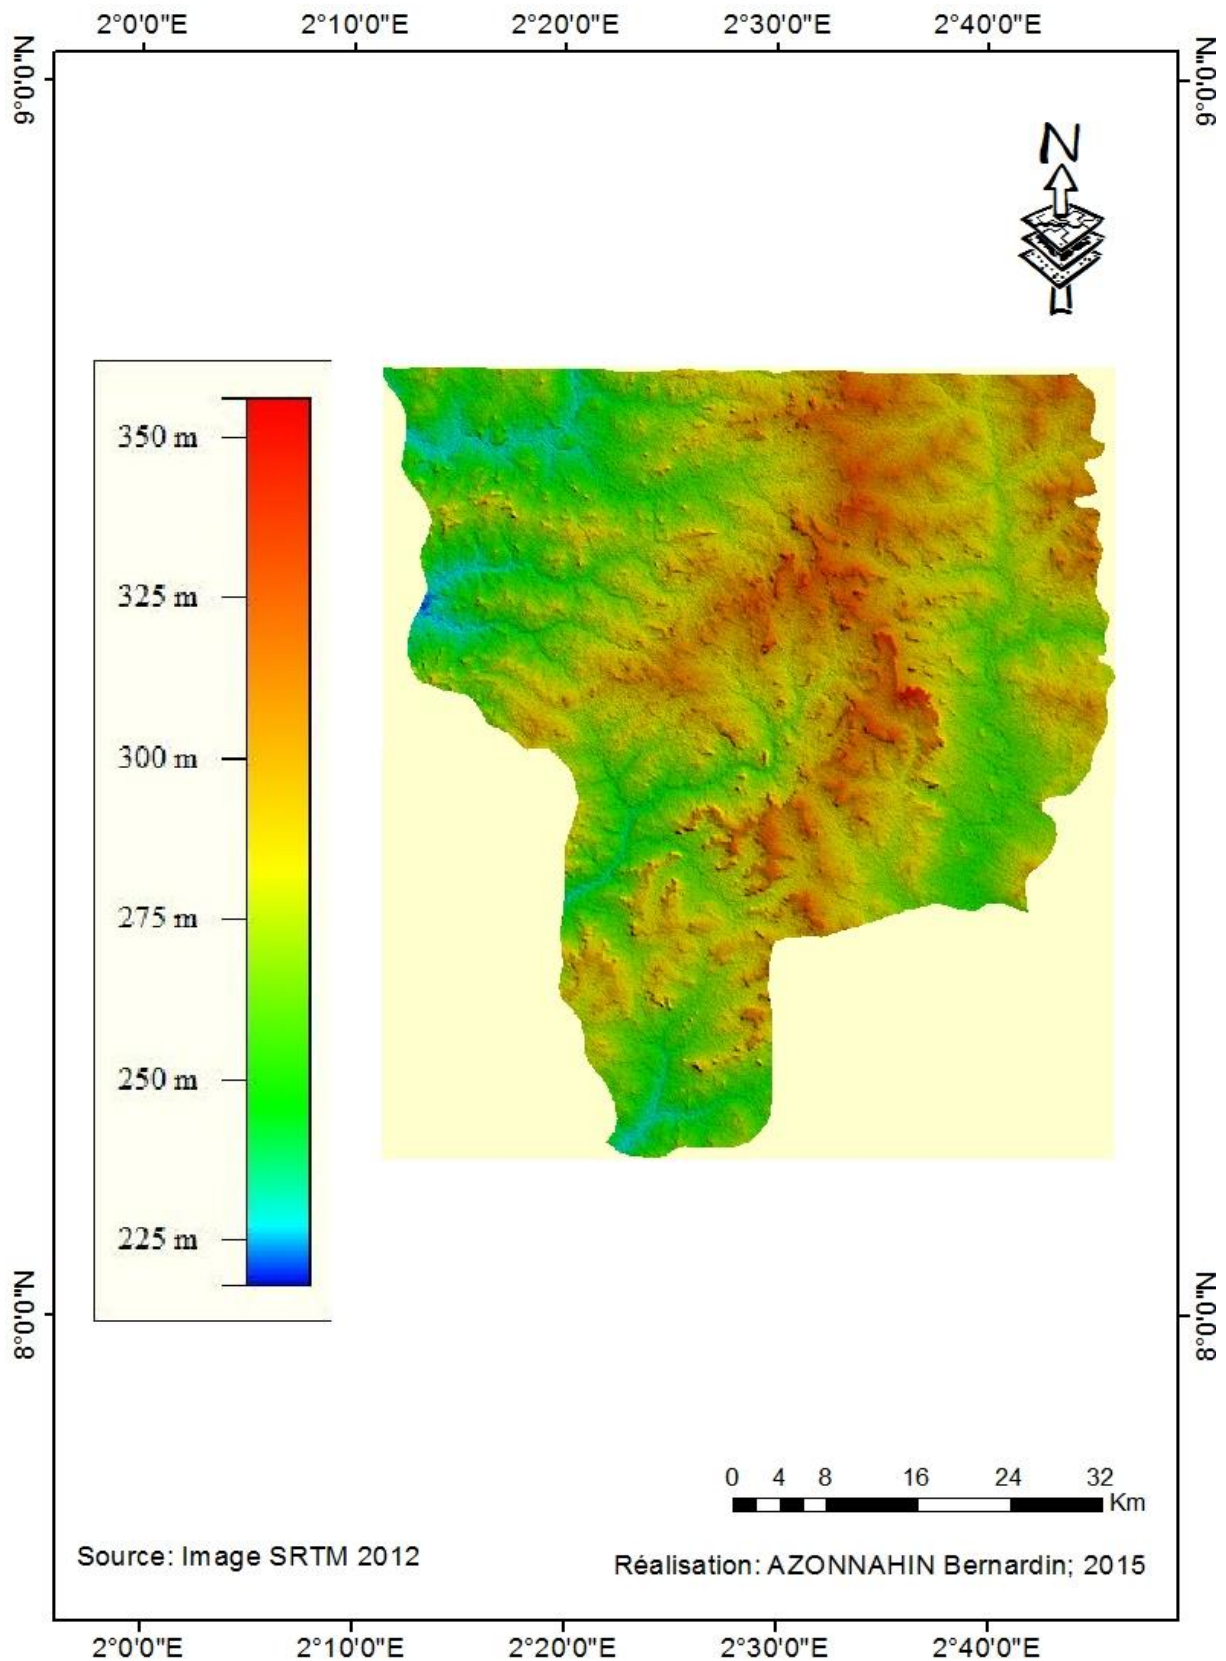 2°0'0"E 2°10'0"E 2°20'0"E 2°30'0"E 2°40'0"E
9°0'0"N 9°0'0"N
N
350 m
325 m
300 m
275 m
250 m
225 m
8°0'0"N 8°0'0"N
0 4 8 16 24 32
Km
Source: Image SRTM 2012
Réalisation: AZONNAHIN Bernardin; 2015
2°0'0"E 2°10'0"E 2°20'0"E 2°30'0"E 2°40'0"E